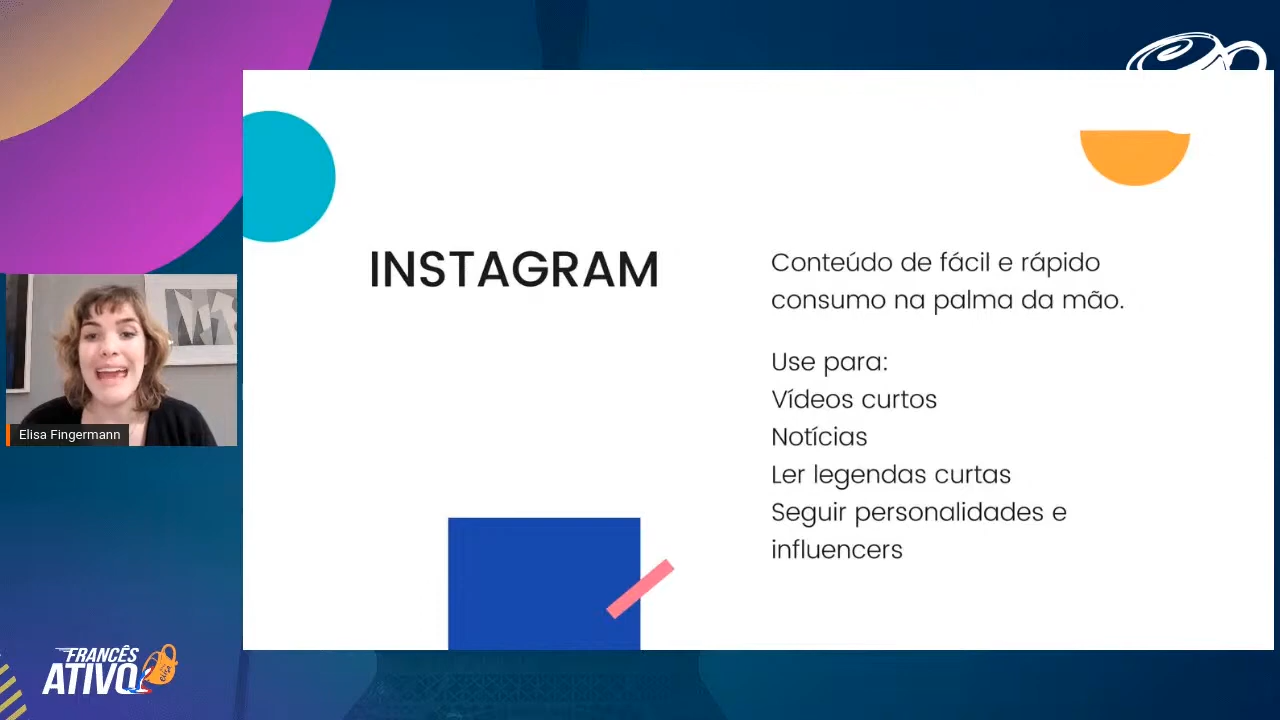 INSTAGRAM
Conteúdo de fácil e rápido
consumo na palma da mão.
Use para:
Vídeos curtos
Notícias
Ler legendas curtas
Seguir personalidades e
influencers
Elisa Fingermann
FRANCÊS
ATIVO